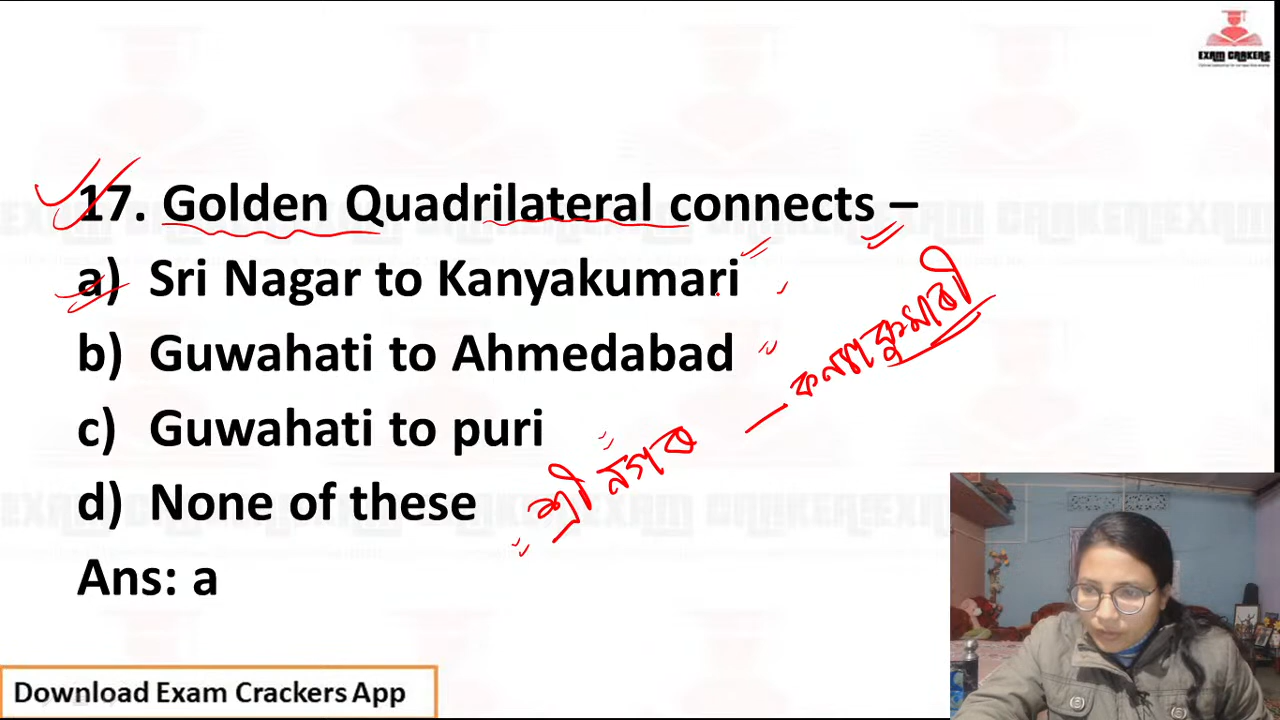 EXAM CRAKERS
17. Golden Quadrilateral connects –
a) Sri Nagar to Kanyakumari
b) Guwahati to Ahmedabad
c) Guwahati to puri
d) None of these
শ্ৰী নগৰ — কন্যাকুমাৰী
Ans: a
Download Exam Crackers App